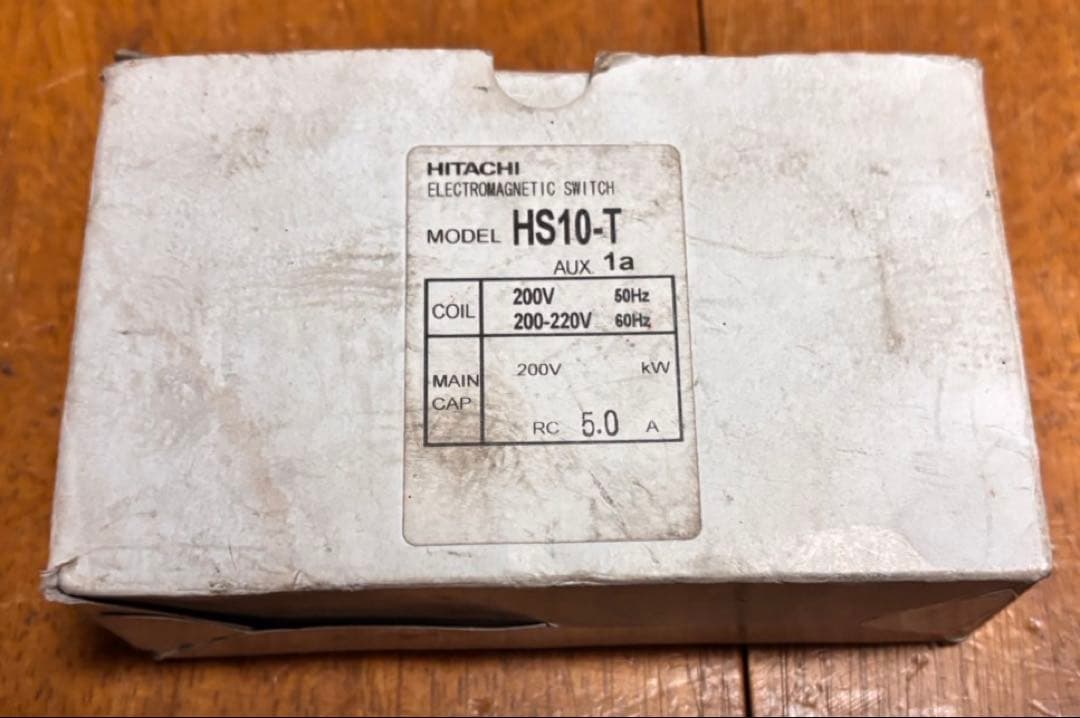 HITACHI
ELECTROMAGNETIC SWITCH
MODEL HS10-T
AUX. 1a
COIL 200V 50Hz
200-220V 60Hz
MAIN CAP 200V kW
RC 5.0 A